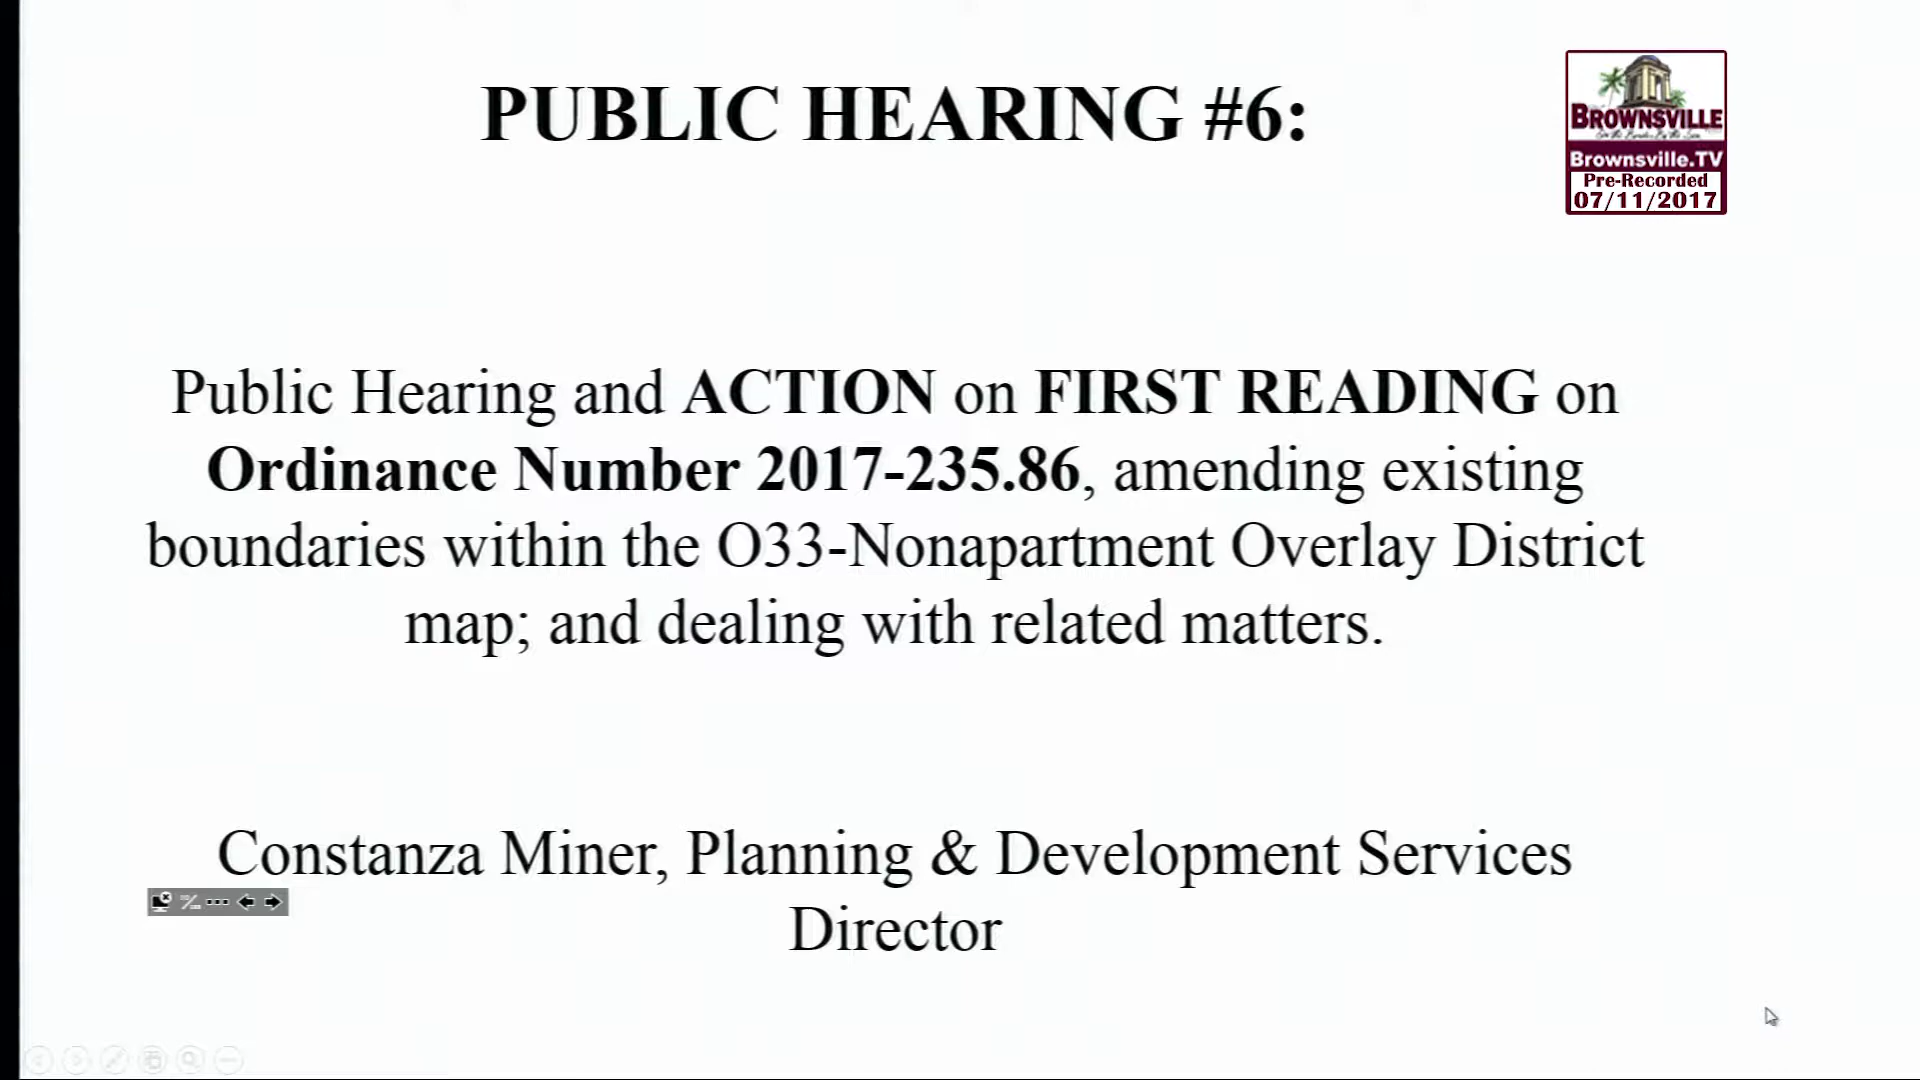 PUBLIC HEARING #6:
BROWNSVILLE
Brownsville.TV
Pre-Recorded
07/11/2017
Public Hearing and ACTION on FIRST READING on
Ordinance Number 2017-235.86, amending existing
boundaries within the O33-Nonapartment Overlay District
map; and dealing with related matters.
Constanza Miner, Planning & Development Services
Director